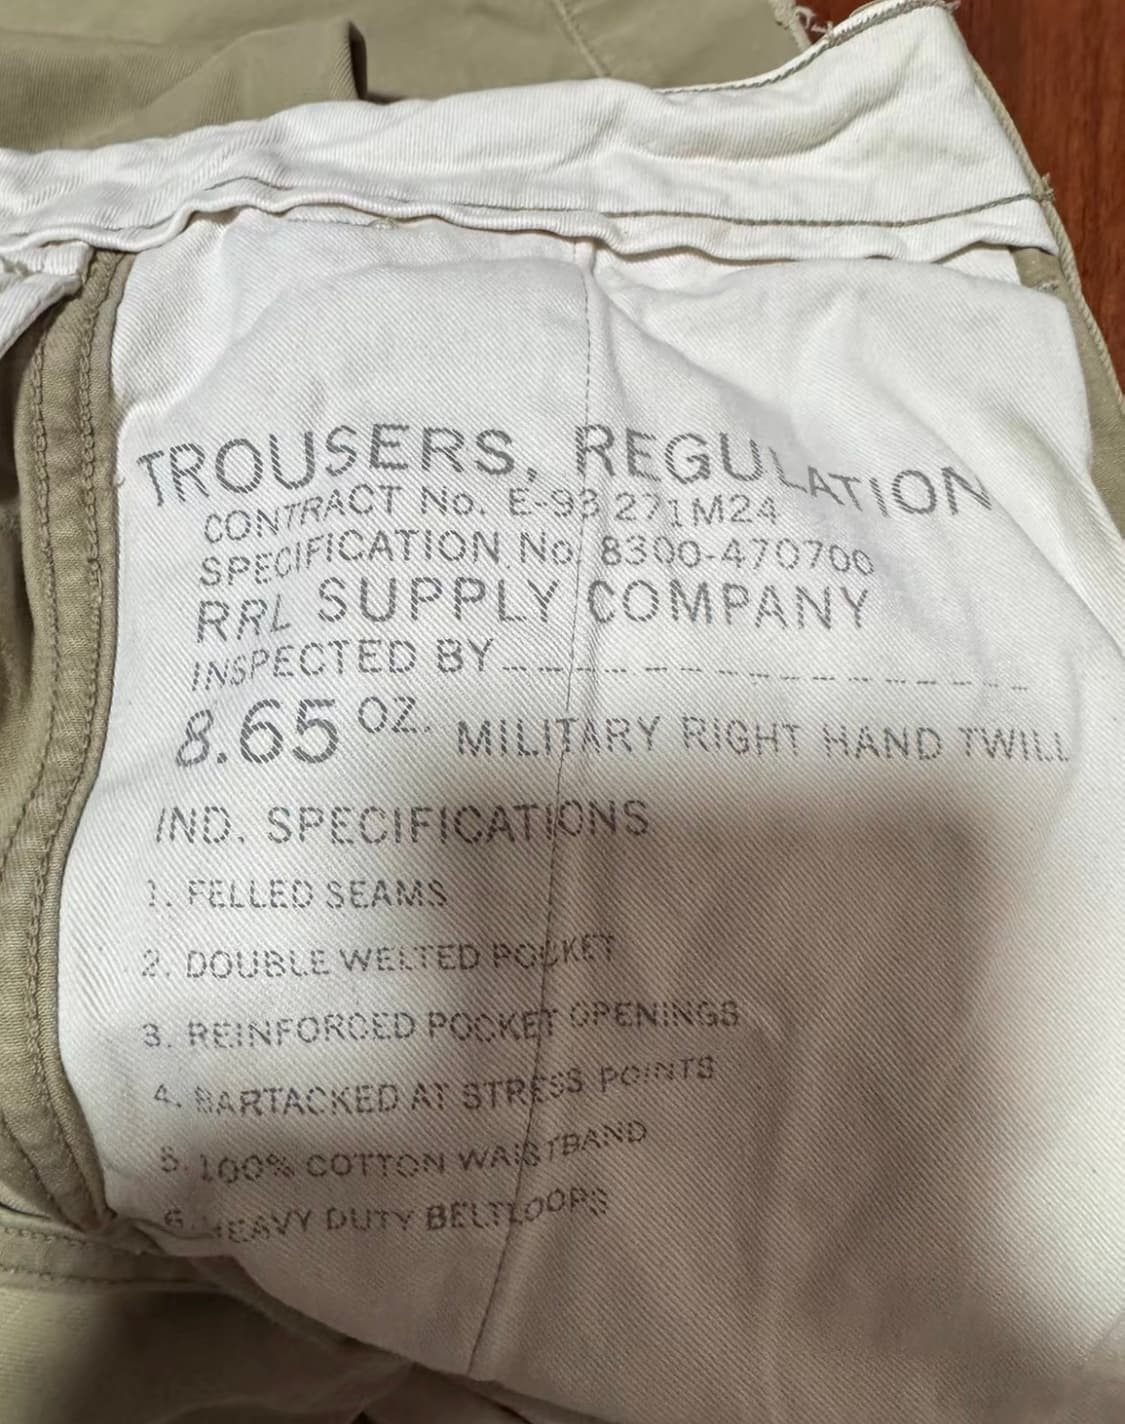 TROUSERS, REGULATION
CONTRACT No. E-93 271M24
SPECIFICATION No. 8300-470700
RRL SUPPLY COMPANY
INSPECTED BY_ _ _ _ _ _ _ _ _ _ _ _ _ _ _ _ _
8.65 OZ. MILITARY RIGHT HAND TWILL
IND. SPECIFICATIONS
1. FELLED SEAMS
2. DOUBLE WELTED POCKET
3. REINFORCED POCKET OPENINGS
4. BARTACKED AT STRESS POINTS
5. 100% COTTON WAISTBAND
6. HEAVY DUTY BELTLOOPS